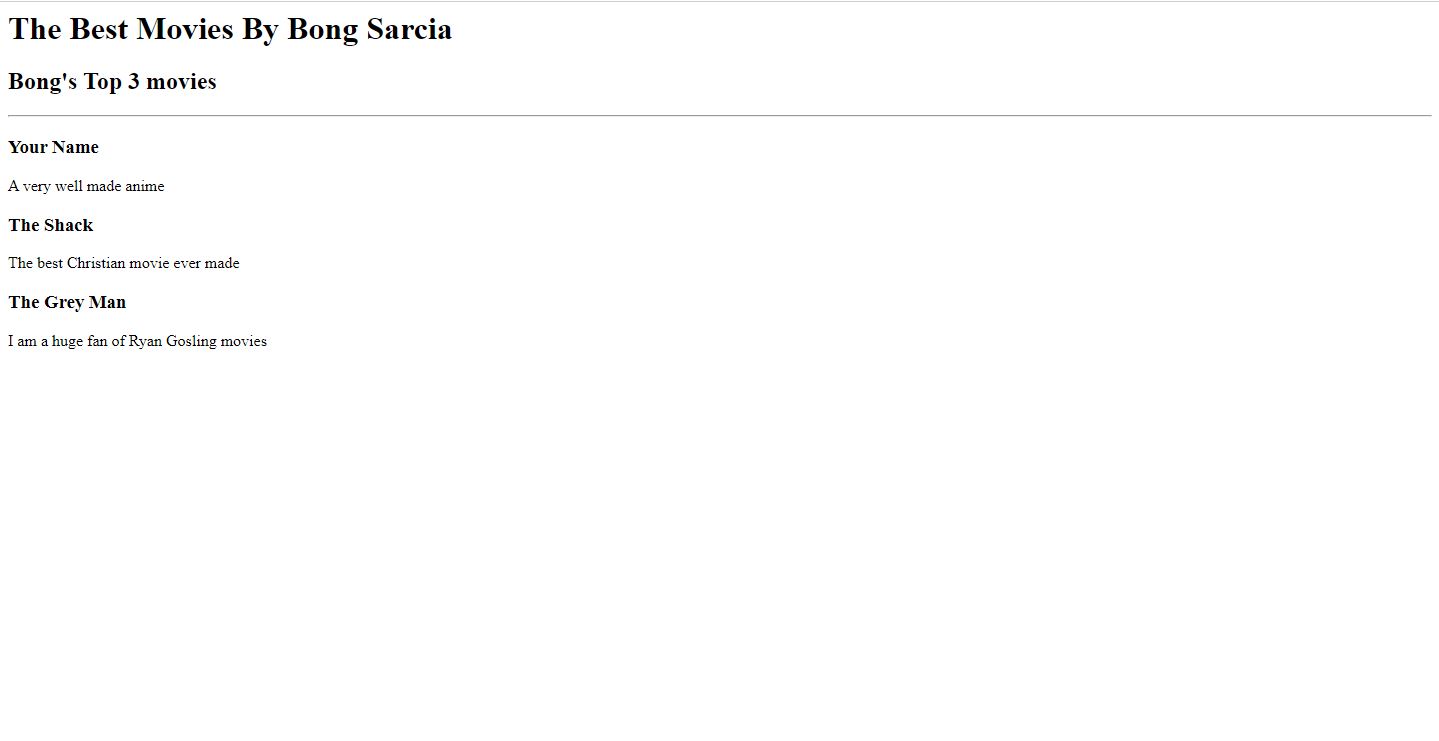 The Best Movies By Bong Sarcia
Bong's Top 3 movies
Your Name
A very well made anime
The Shack
The best Christian movie ever made
The Grey Man
I am a huge fan of Ryan Gosling movies